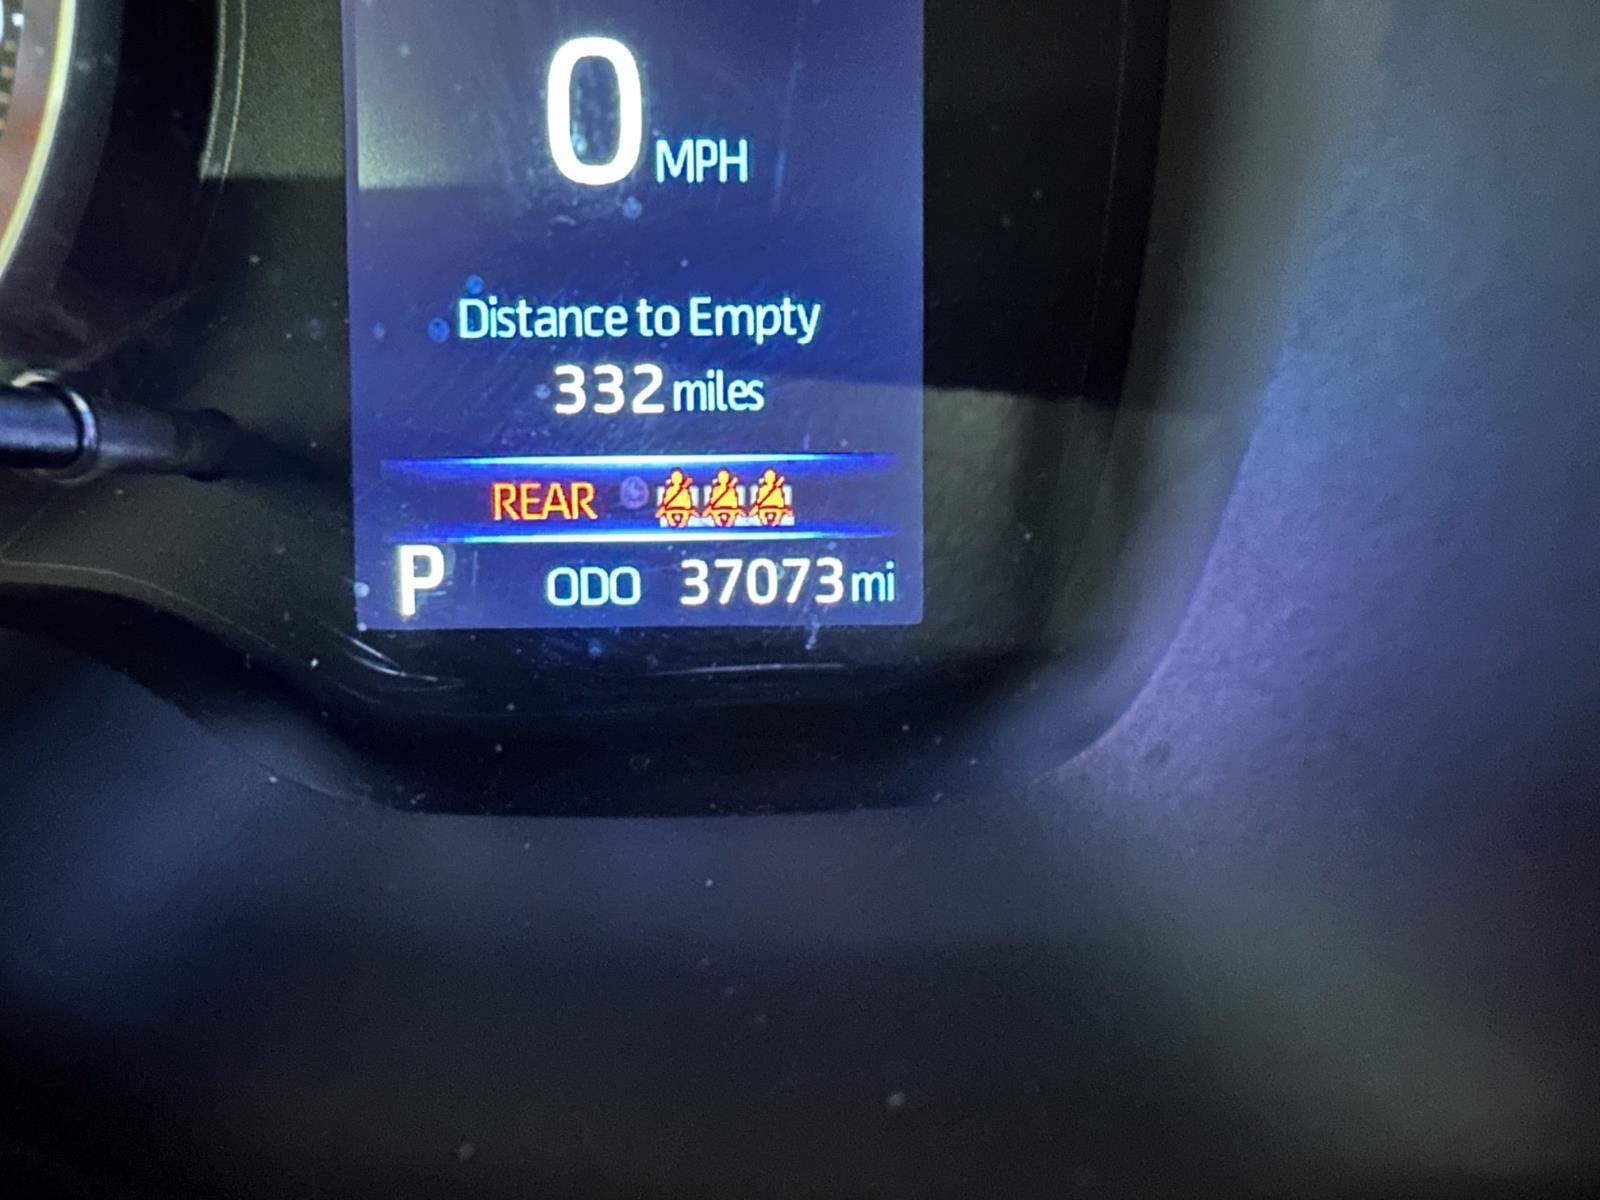 0 MPH
Distance to Empty
332 miles
REAR
P ODO 37073 mi